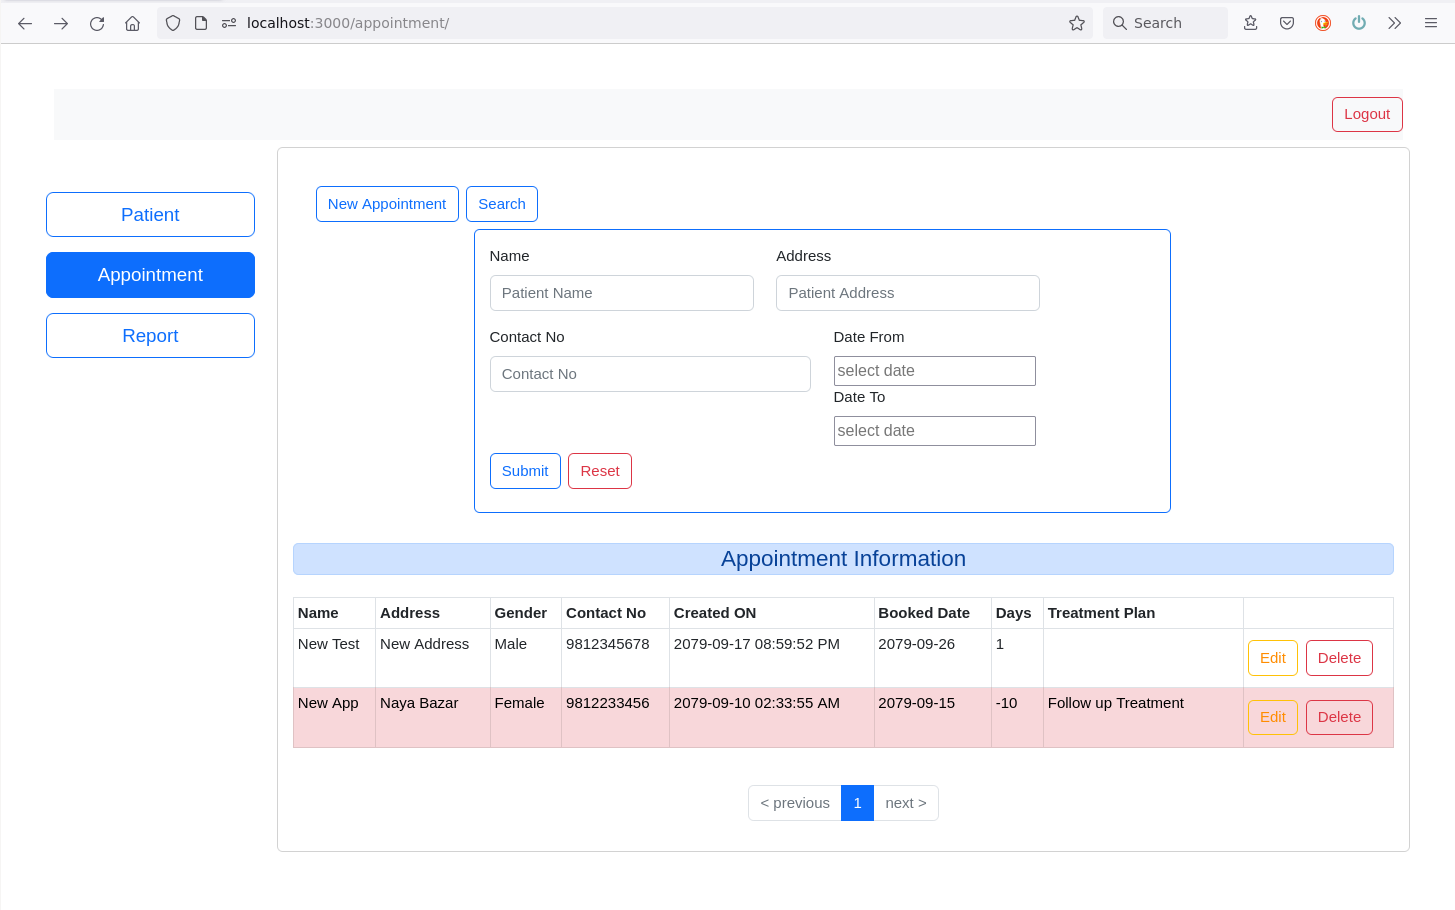 localhost:3000/appointment/
Search
Logout
Patient
Appointment
Report
New Appointment Search
Name Address
Patient Name Patient Address
Contact No Date From
Contact No select date
Date To
select date
Submit Reset
Appointment Information
Name Address Gender Contact No Created ON Booked Date Days Treatment Plan
New Test New Address Male 9812345678 2079-09-17 08:59:52 PM 2079-09-26 1 Edit Delete
New App Naya Bazar Female 9812233456 2079-09-10 02:33:55 AM 2079-09-15 -10 Follow up Treatment Edit Delete
< previous 1 next >